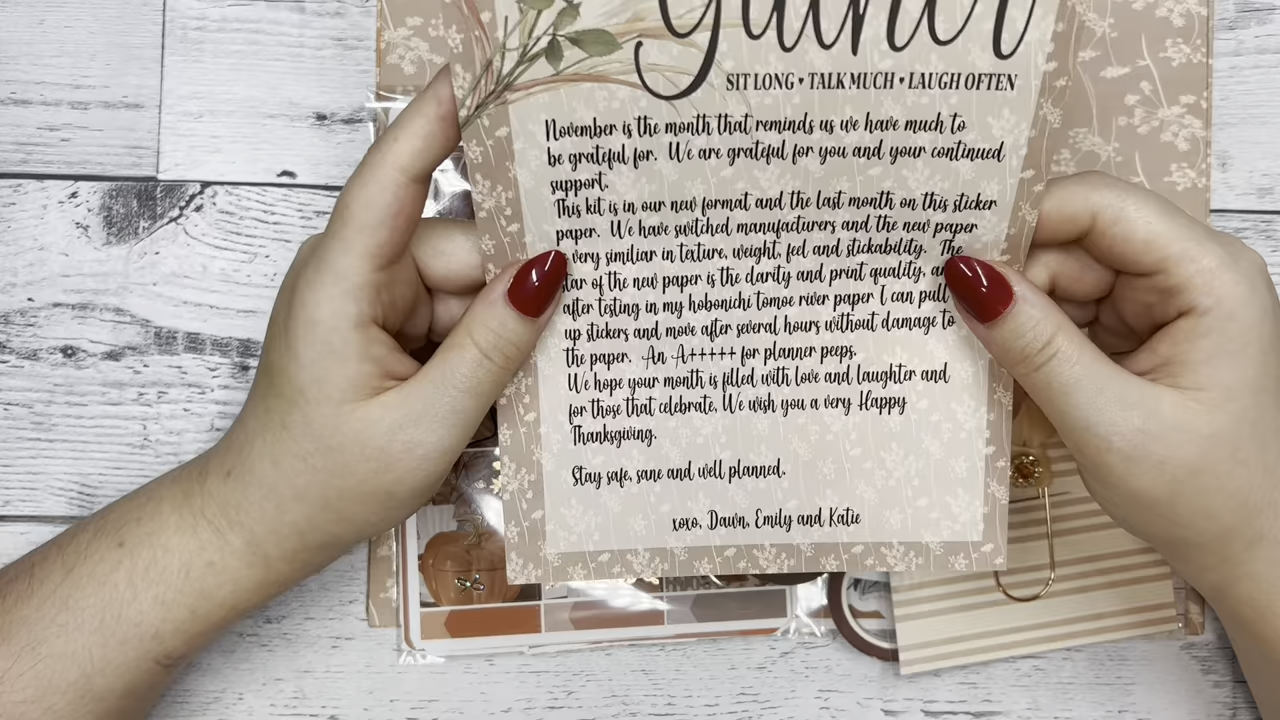 gather
SIT LONG ♥ TALK MUCH ♥ LAUGH OFTEN
November is the month that reminds us we have much to
be grateful for. We are grateful for you and your continued
support.
This kit is in our new format and the last month on this sticker
paper. We have switched manufacturers and the new paper
very similiar in texture, weight, feel and stickability. The
star of the new paper is the clarity and print quality, and
after testing in my hobonichi tomoe river paper I can pull
up stickers and move after several hours without damage to
the paper. An A+++++ for planner peeps.
We hope your month is filled with love and laughter and
for those that celebrate, We wish you a very Happy
Thanksgiving.
Stay safe, sane and well planned.
xoxo, Dawn, Emily and Katie